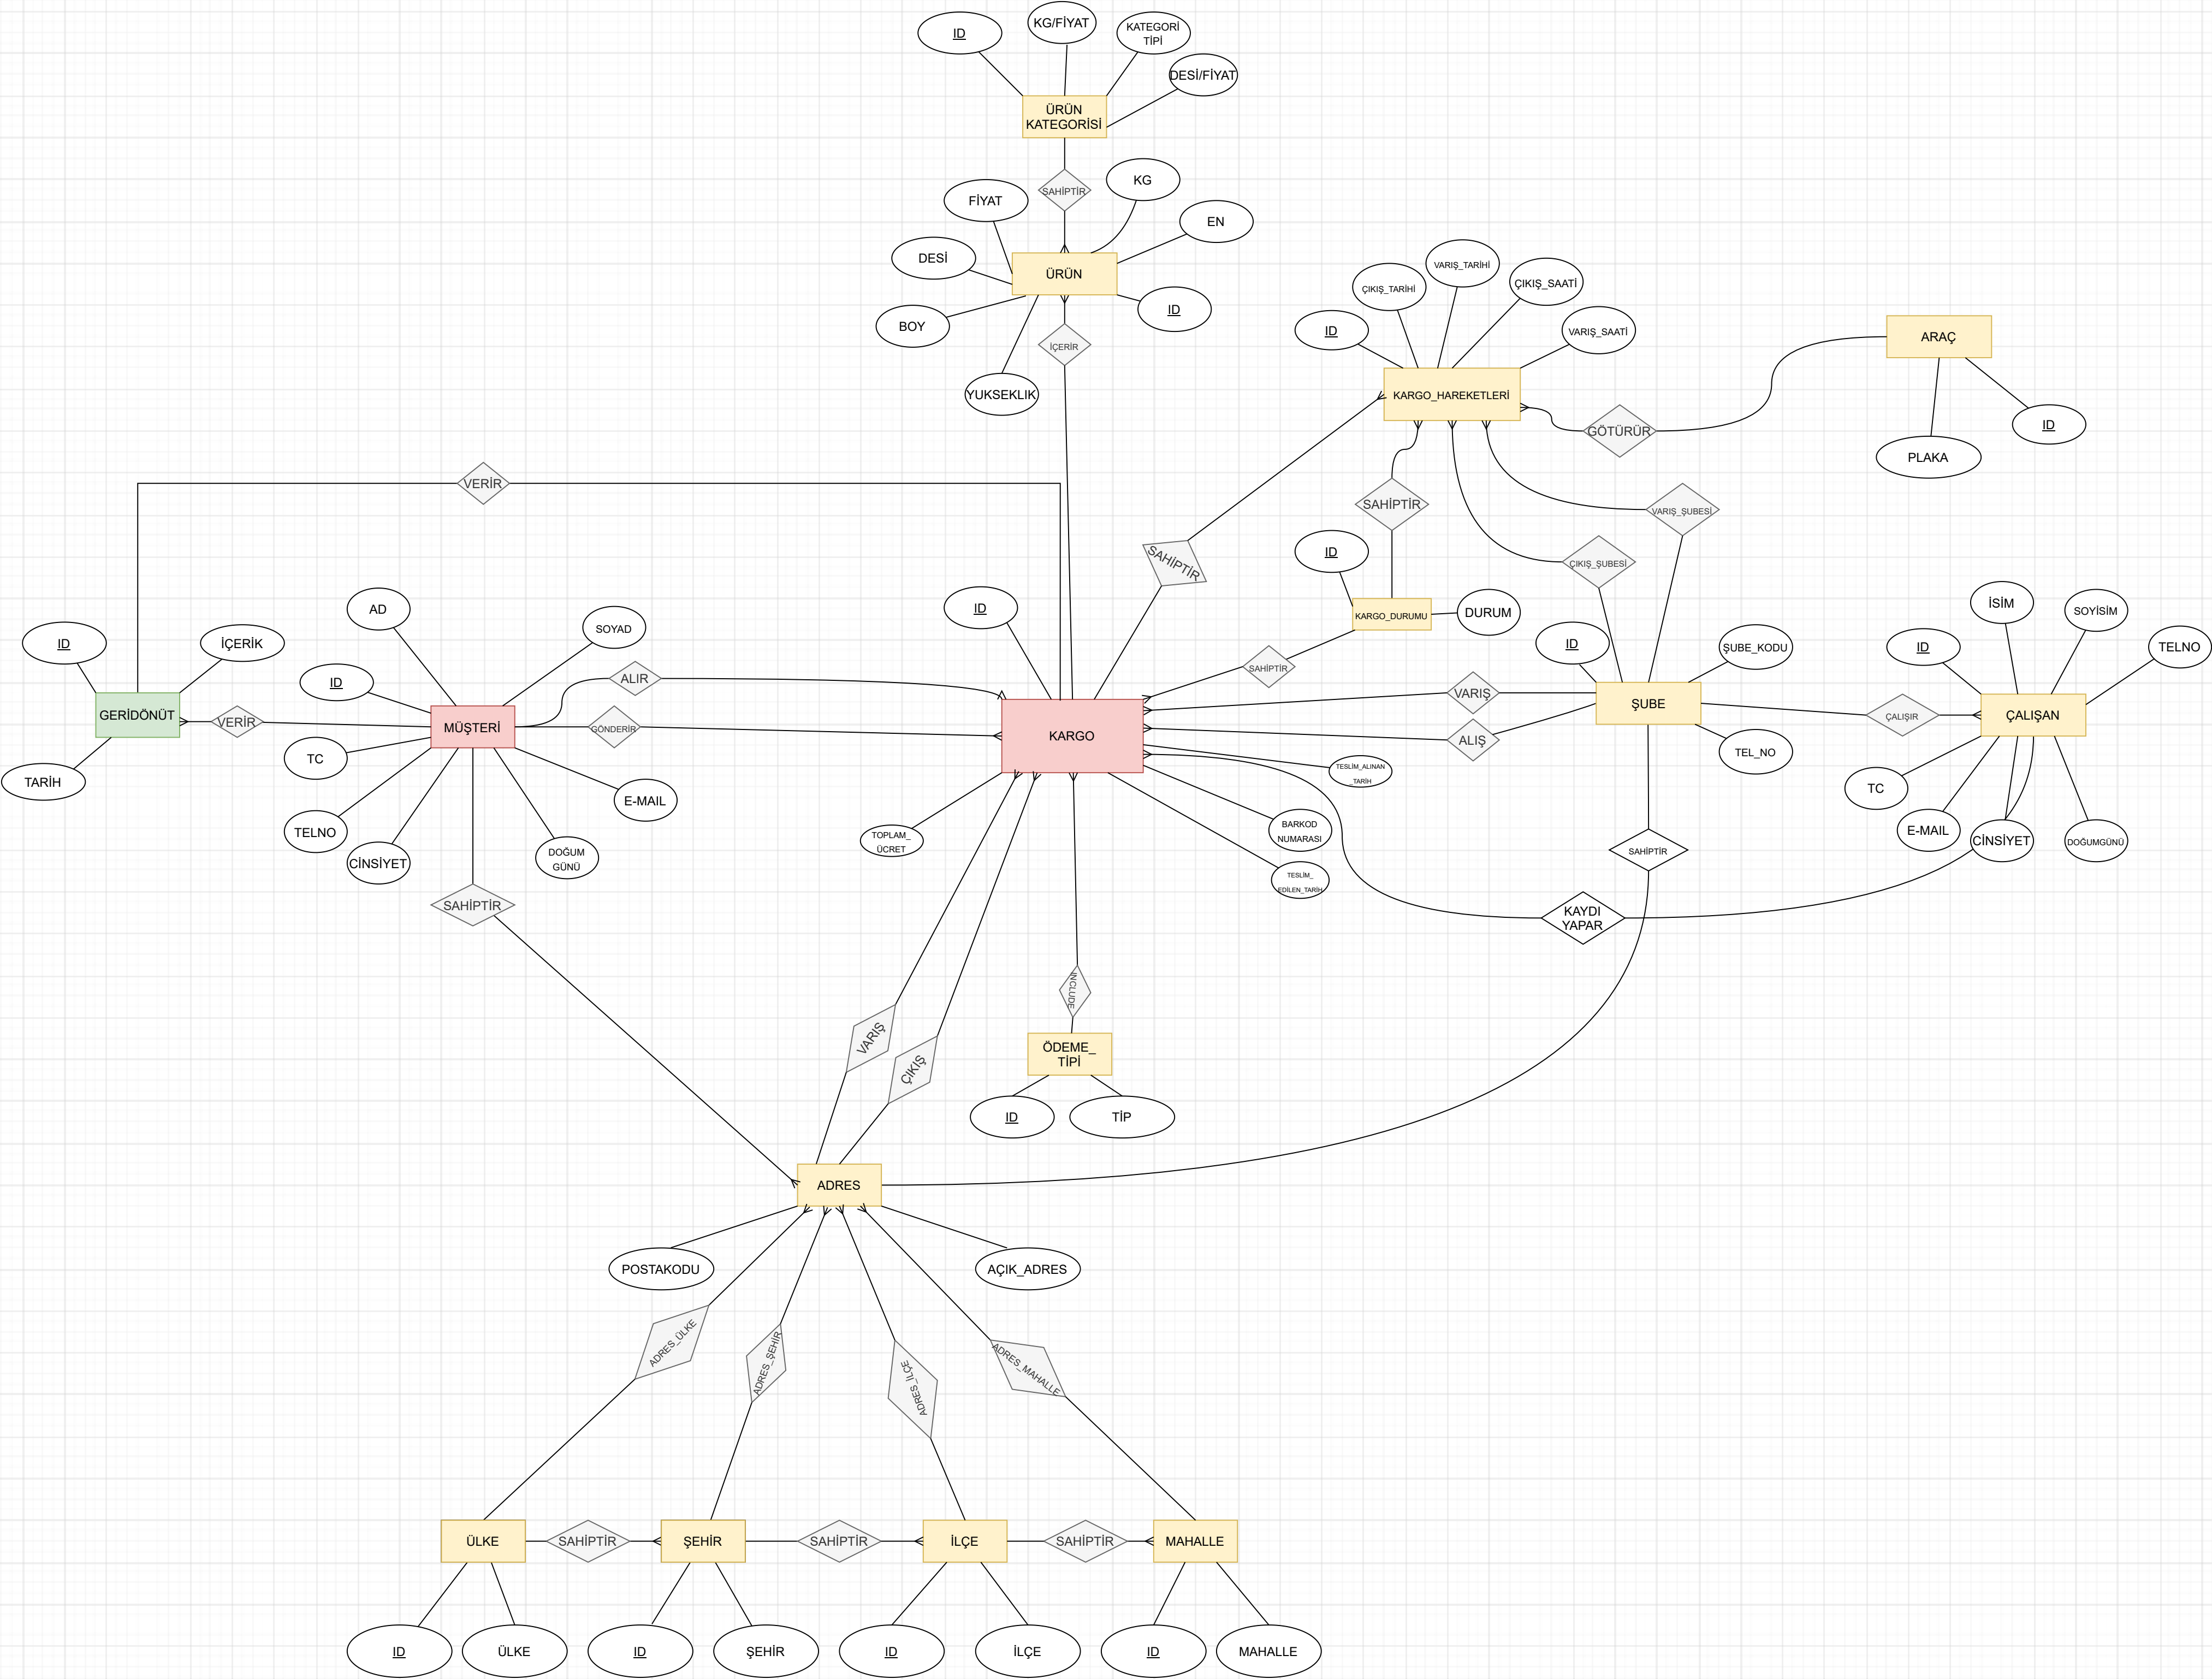 ID
KG/FİYAT
KATEGORİ
TİPİ
DESİ/FİYAT
ÜRÜN
KATEGORİSİ
SAHİPTİR
KG
FİYAT
EN
DESİ
ÜRÜN
ID
BOY
İÇERİR
YUKSEKLIK
VARIŞ_TARİHİ
ÇIKIŞ_TARİHİ
ÇIKIŞ_SAATİ
ID
VARIŞ_SAATİ
ARAÇ
KARGO_HAREKETLERİ
GÖTÜRÜR
ID
PLAKA
VERİR
SAHİPTİR
VARIŞ_ŞUBESİ
SAHİPTİR
ÇIKIŞ_ŞUBESİ
ID
KARGO_DURUMU
DURUM
AD
ID
SOYAD
ID
İÇERİK
ID
ALIR
SAHİPTİR
ID
ŞUBE_KODU
İSİM
SOYİSİM
ID
TELNO
GERİDÖNÜT
VERİR
MÜŞTERİ
GÖNDERİR
KARGO
VARIŞ
ALIŞ
ŞUBE
ÇALIŞIR
ÇALIŞAN
TARİH
TC
E-MAIL
TELNO
CİNSİYET
DOĞUM
GÜNÜ
TOPLAM_
ÜCRET
TESLİM_ALINAN
TARİH
BARKOD
NUMARASI
TESLİM_
EDİLEN_TARİH
TEL_NO
SAHİPTİR
TC
E-MAIL
CİNSİYET
DOĞUMGÜNÜ
SAHİPTİR
KAYDI
YAPAR
VARIŞ
ÇIKIŞ
INCLUDE
ÖDEME_
TİPİ
ID
TİP
ADRES
POSTAKODU
AÇIK_ADRES
ADRES_ÜLKE
ADRES_ŞEHİR
ADRES_İLÇE
ADRES_MAHALLE
ÜLKE
SAHİPTİR
ŞEHİR
SAHİPTİR
İLÇE
SAHİPTİR
MAHALLE
ID
ÜLKE
ID
ŞEHİR
ID
İLÇE
ID
MAHALLE